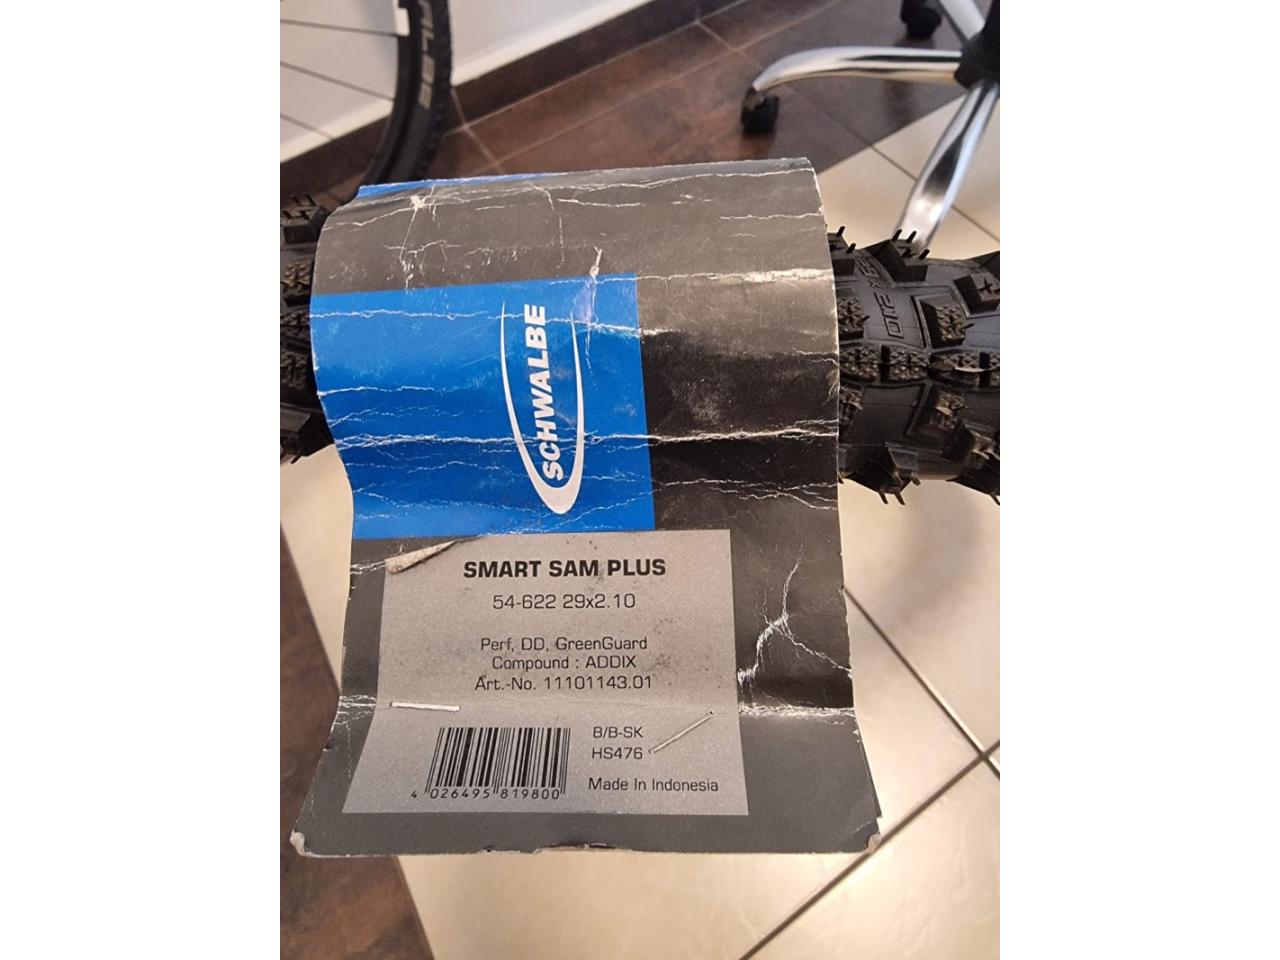 SCHWALBE
SMART SAM PLUS
54-622 29x2.10
Perf, DD, GreenGuard
Compound : ADDIX
Art.-No. 11101143.01
B/B-SK
HS476
4 026495 819800
Made In Indonesia